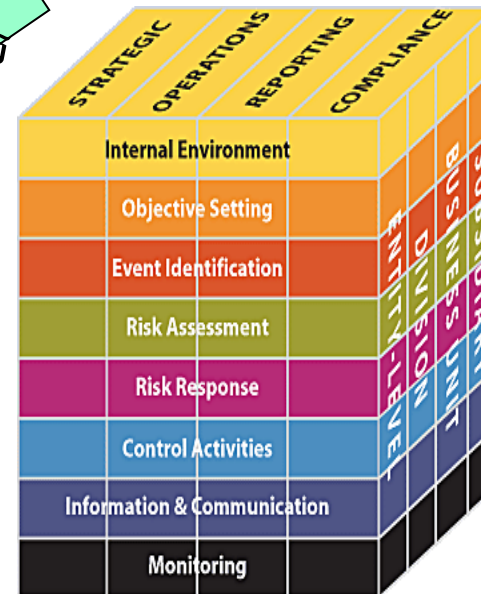 STRATEGIC
OPERATIONS
REPORTING
COMPLIANCE
Internal Environment
Objective Setting
Event Identification
Risk Assessment
Risk Response
Control Activities
Information & Communication
Monitoring
ENTITY-LEVEL
DIVISION
BUSINESS UNIT
SUBSIDIARY